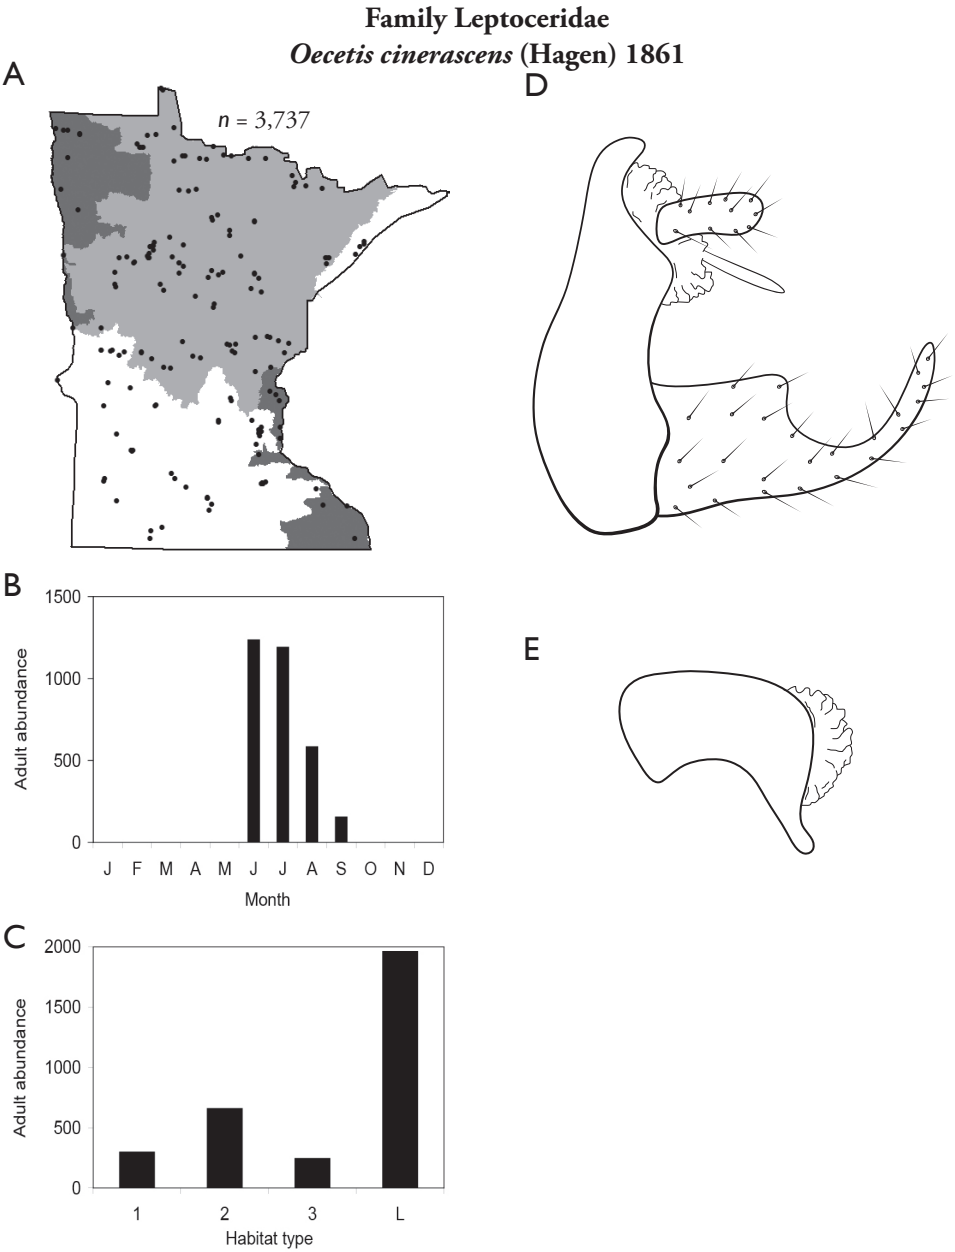 Family Leptoceridae
Oecetis cinerascens (Hagen) 1861
A
n = 3,737
D
B
1500
1000
500
0
Adult abundance
J F M A M J J A S O N D
Month
E
C
2000
1500
1000
500
0
Adult abundance
1 2 3 L
Habitat type